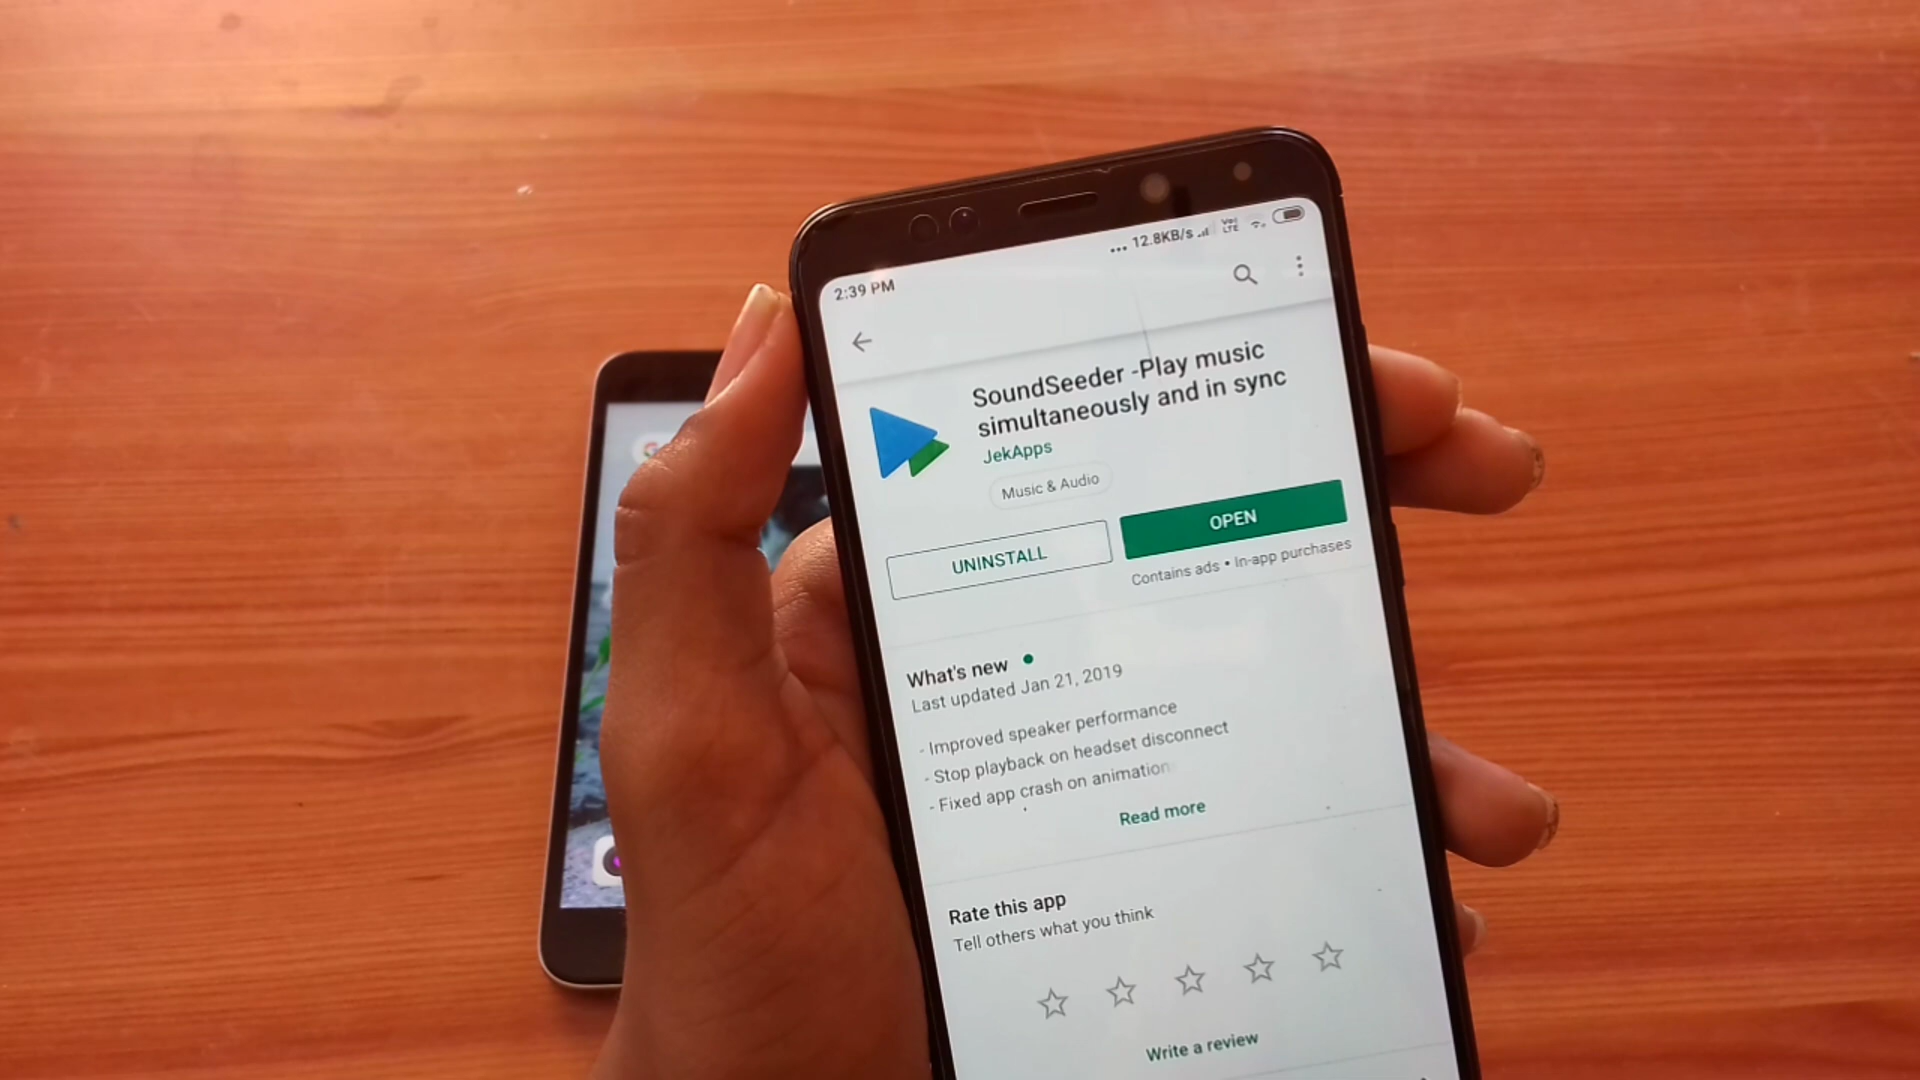 2:39 PM
... 12.8KB/s
Vo)
LTE
SoundSeeder -Play music
simultaneously and in sync
JekApps
Music & Audio
UNINSTALL
OPEN
Contains ads • In-app purchases
What's new
Last updated Jan 21, 2019
- Improved speaker performance
- Stop playback on headset disconnect
- Fixed app crash on animation
Read more
Rate this app
Tell others what you think
Write a review
G